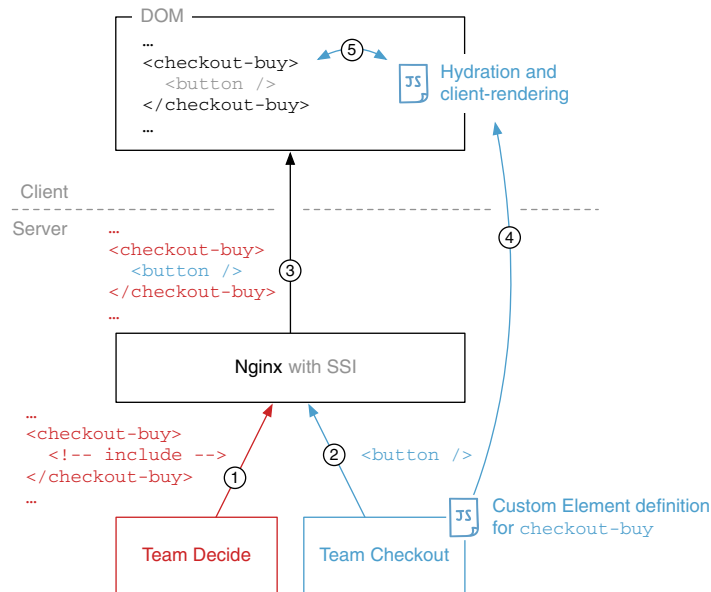 DOM
…
<checkout-buy>
<button />
</checkout-buy>
…
5
JS
Hydration and
client-rendering
Client
Server
…
<checkout-buy>
<button />
</checkout-buy>
…
3
4
Nginx with SSI
…
<checkout-buy>
<!-- include -->
</checkout-buy>
…
1
2
<button />
JS
Custom Element definition
for checkout-buy
Team Decide
Team Checkout